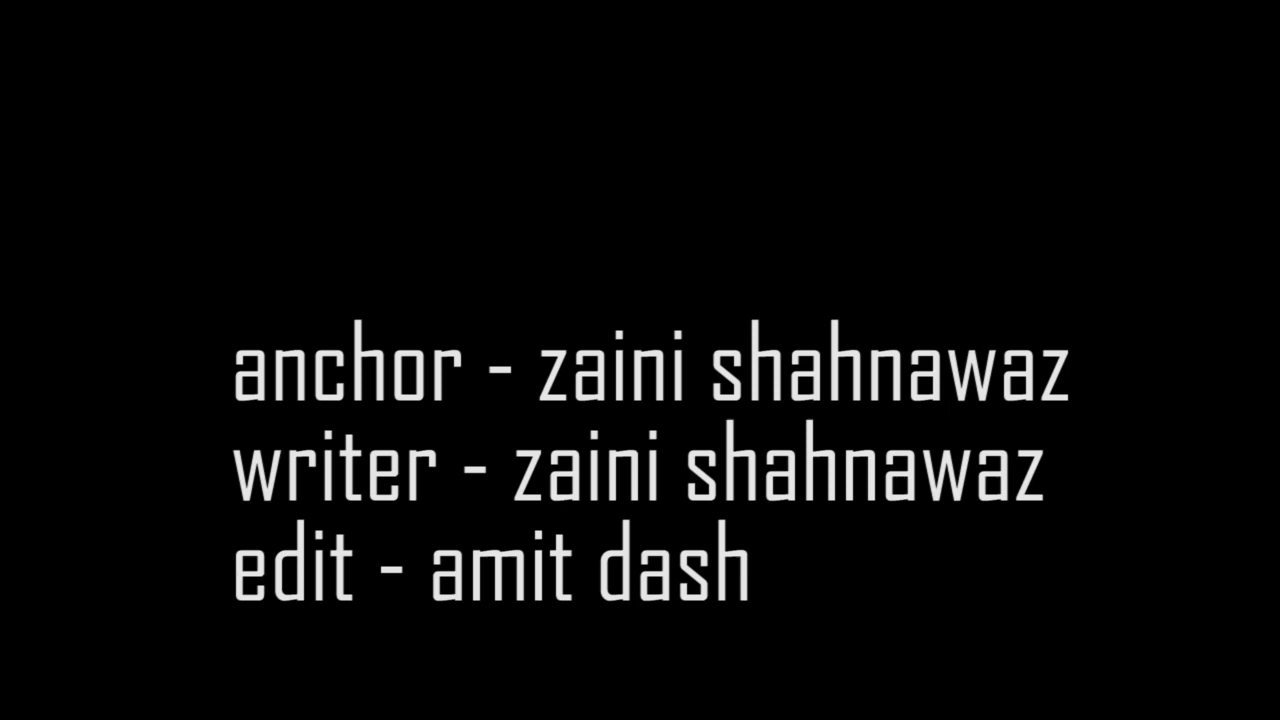 anchor - zaini shahnawaz
writer - zaini shahnawaz
edit - amit dash